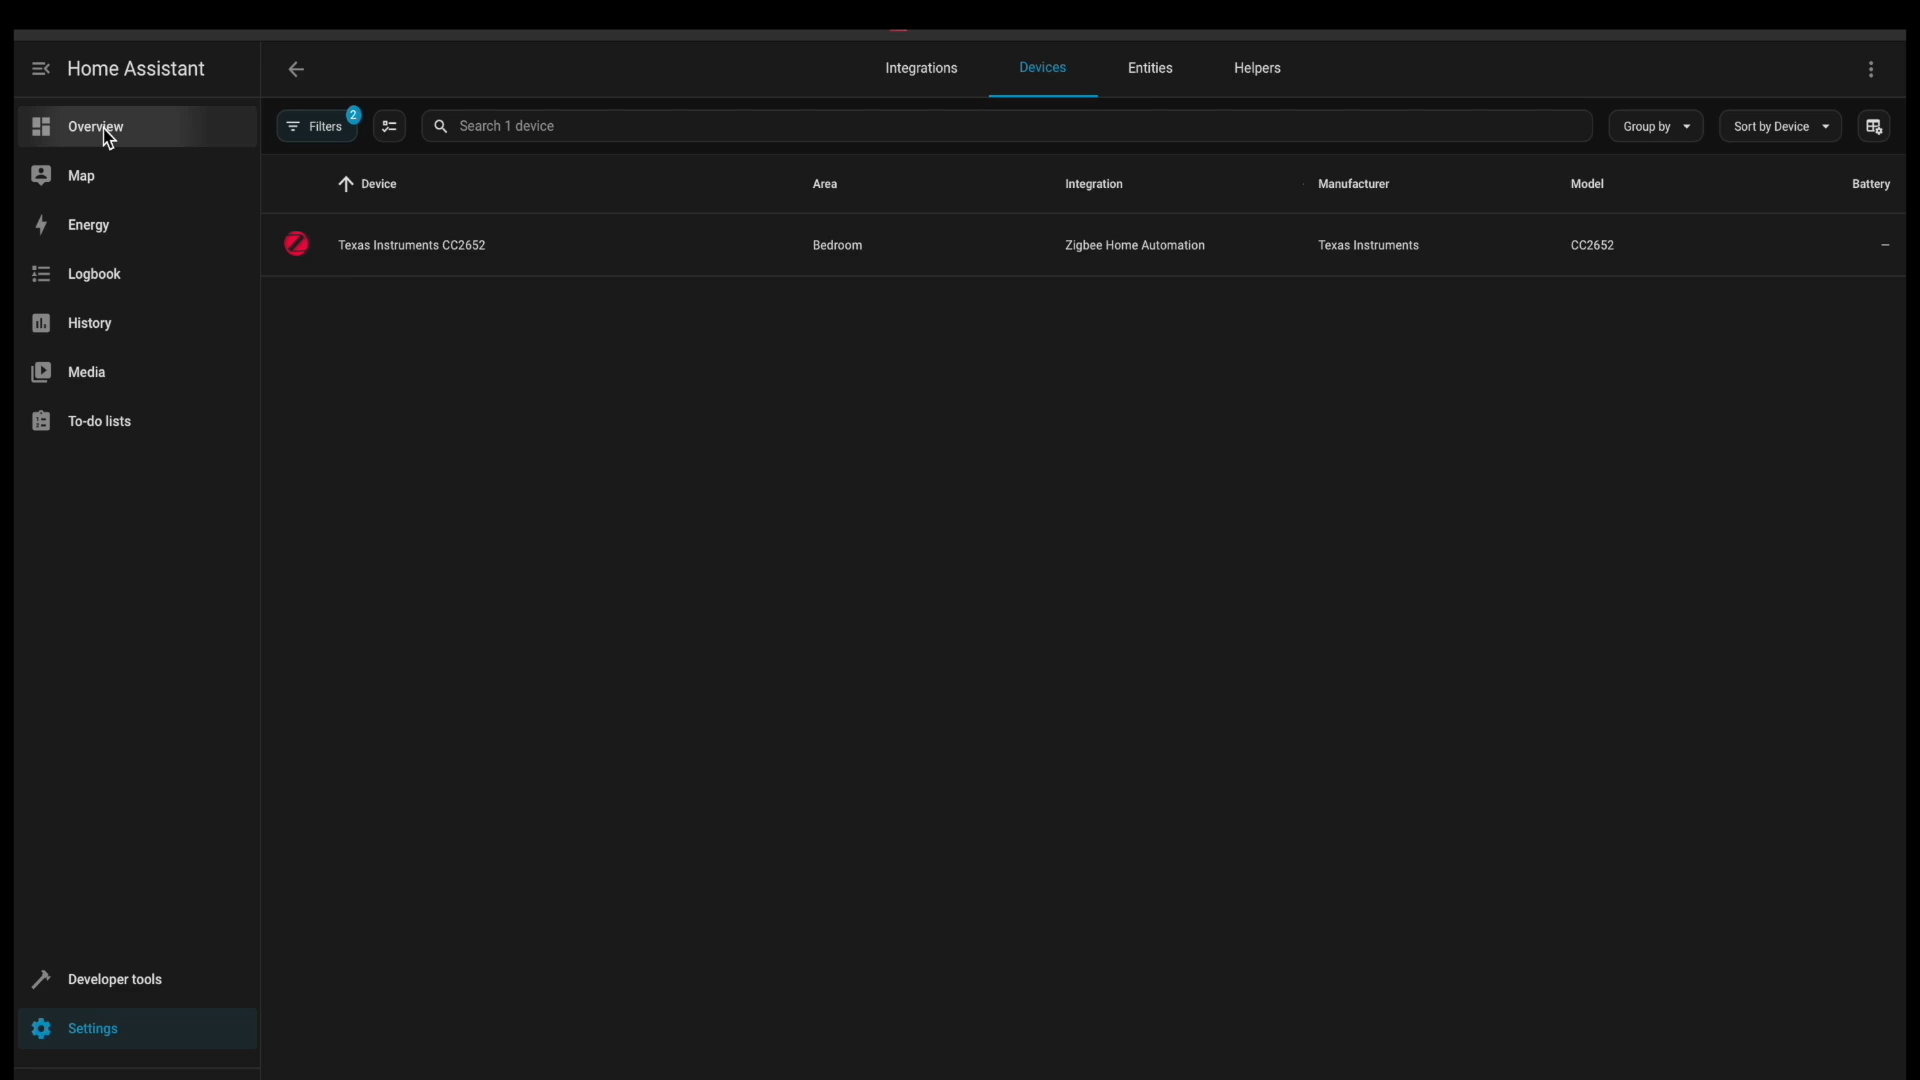 Home Assistant
Integrations
Devices
Entities
Helpers
Overview
Filters
2
Search 1 device
Group by
Sort by Device
Map
Device
Area
Integration
Manufacturer
Model
Battery
Energy
Texas Instruments CC2652
Bedroom
Zigbee Home Automation
Texas Instruments
CC2652
–
Logbook
History
Media
To-do lists
Developer tools
Settings